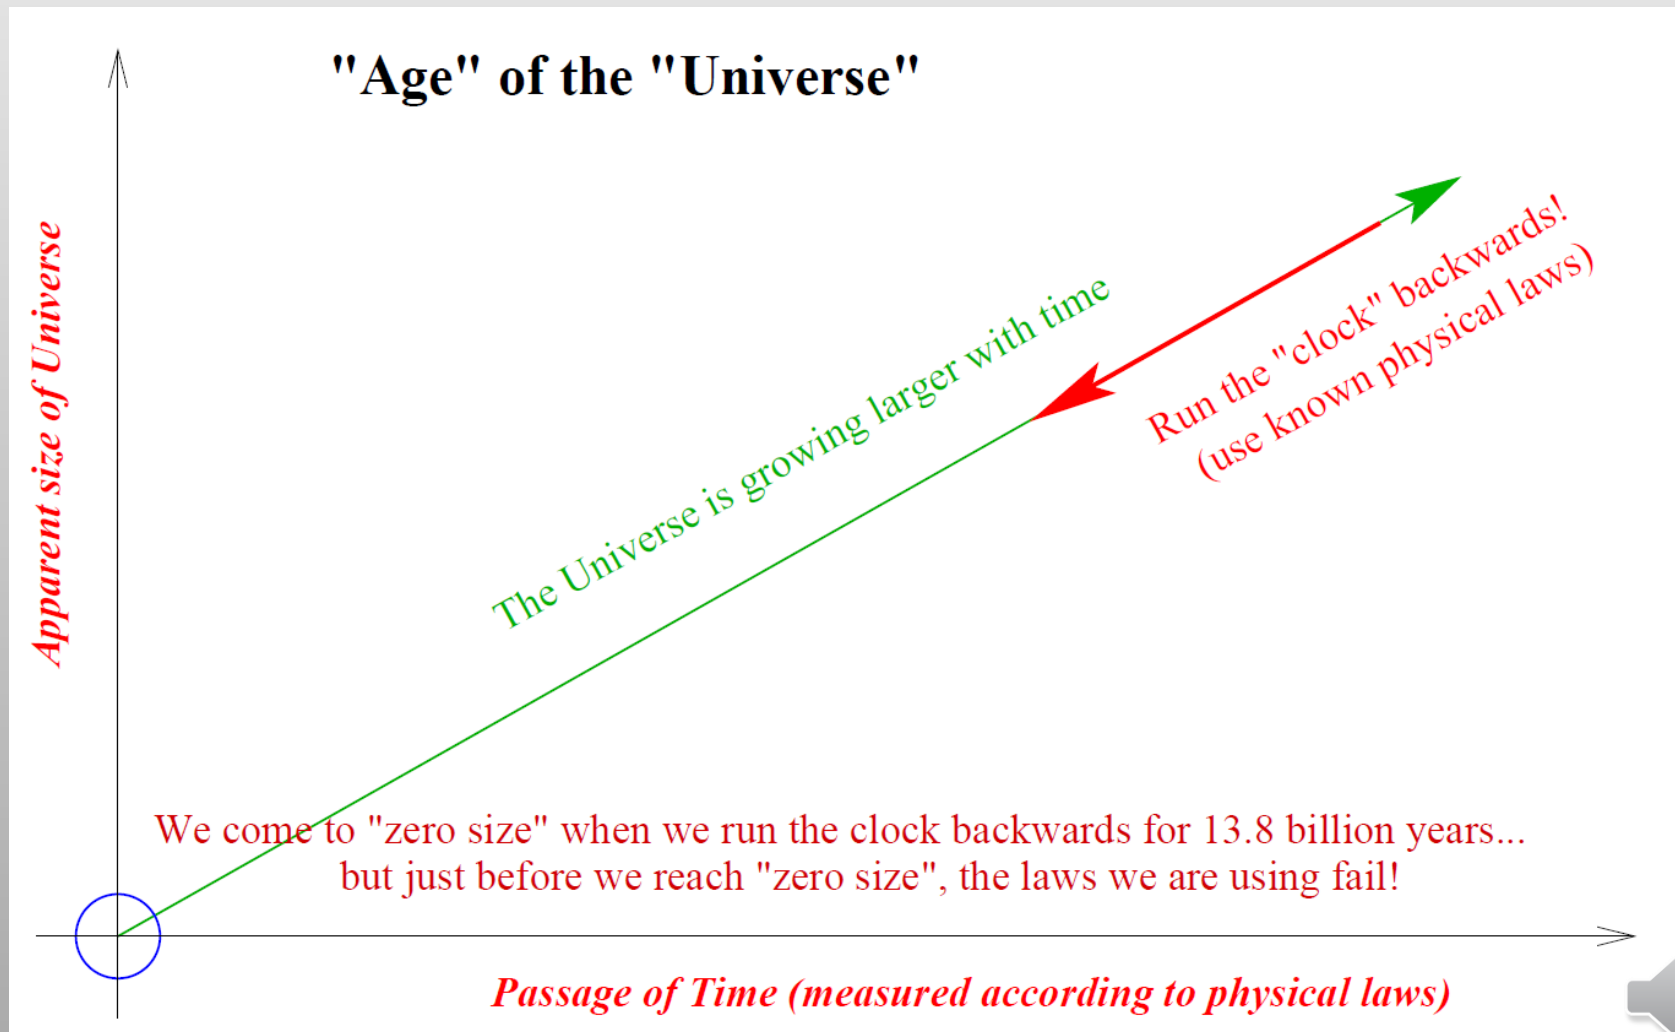 "Age" of the "Universe"
Apparent size of Universe
The Universe is growing larger with time
Run the "clock" backwards!
(use known physical laws)
We come to "zero size" when we run the clock backwards for 13.8 billion years...
but just before we reach "zero size", the laws we are using fail!
Passage of Time (measured according to physical laws)